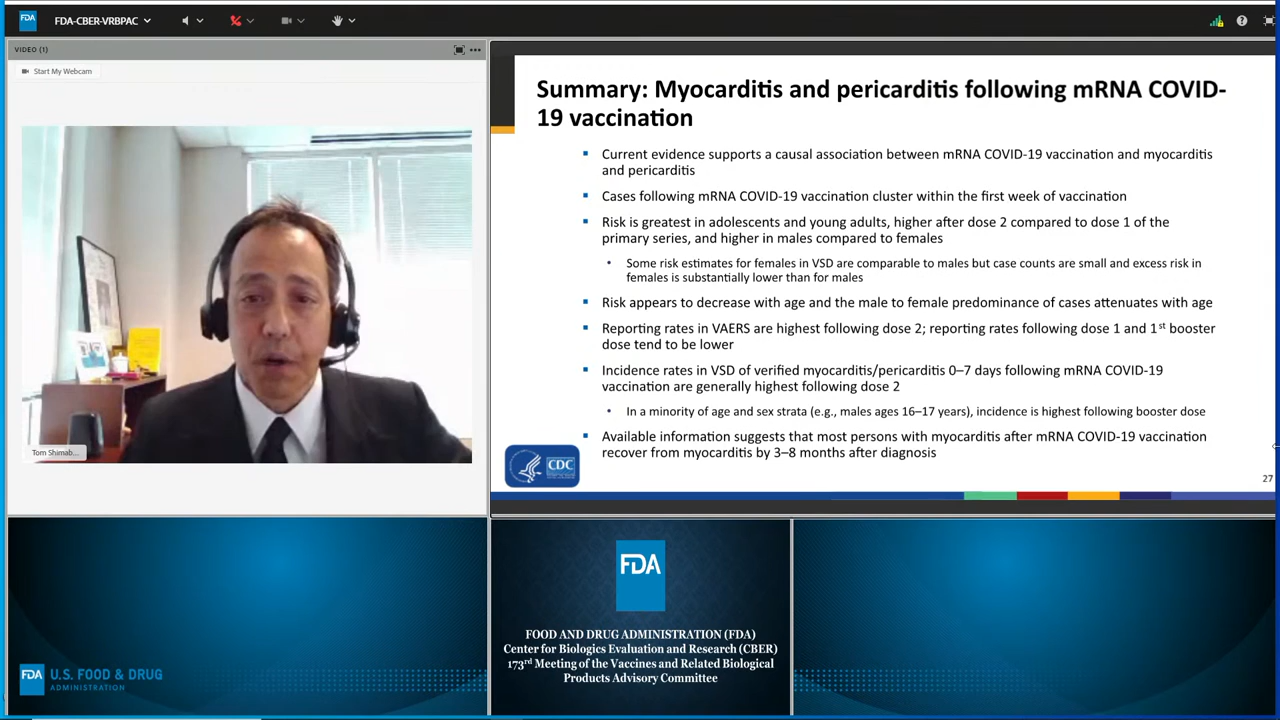 FDA
FDA-CBER-VRBPAC
VIDEO (1)
Start My Webcam
Tom Shimab...
Summary: Myocarditis and pericarditis following mRNA COVID-
19 vaccination
Current evidence supports a causal association between mRNA COVID-19 vaccination and myocarditis
and pericarditis
Cases following mRNA COVID-19 vaccination cluster within the first week of vaccination
Risk is greatest in adolescents and young adults, higher after dose 2 compared to dose 1 of the
primary series, and higher in males compared to females
Some risk estimates for females in VSD are comparable to males but case counts are small and excess risk in
females is substantially lower than for males
Risk appears to decrease with age and the male to female predominance of cases attenuates with age
Reporting rates in VAERS are highest following dose 2; reporting rates following dose 1 and 1st booster
dose tend to be lower
Incidence rates in VSD of verified myocarditis/pericarditis 0–7 days following mRNA COVID-19
vaccination are generally highest following dose 2
In a minority of age and sex strata (e.g., males ages 16–17 years), incidence is highest following booster dose
Available information suggests that most persons with myocarditis after mRNA COVID-19 vaccination
recover from myocarditis by 3–8 months after diagnosis
CDC
27
FDA U.S. FOOD & DRUG
ADMINISTRATION
FDA
FOOD AND DRUG ADMINISTRATION (FDA)
Center for Biologics Evaluation and Research (CBER)
173rd Meeting of the Vaccines and Related Biological
Products Advisory Committee